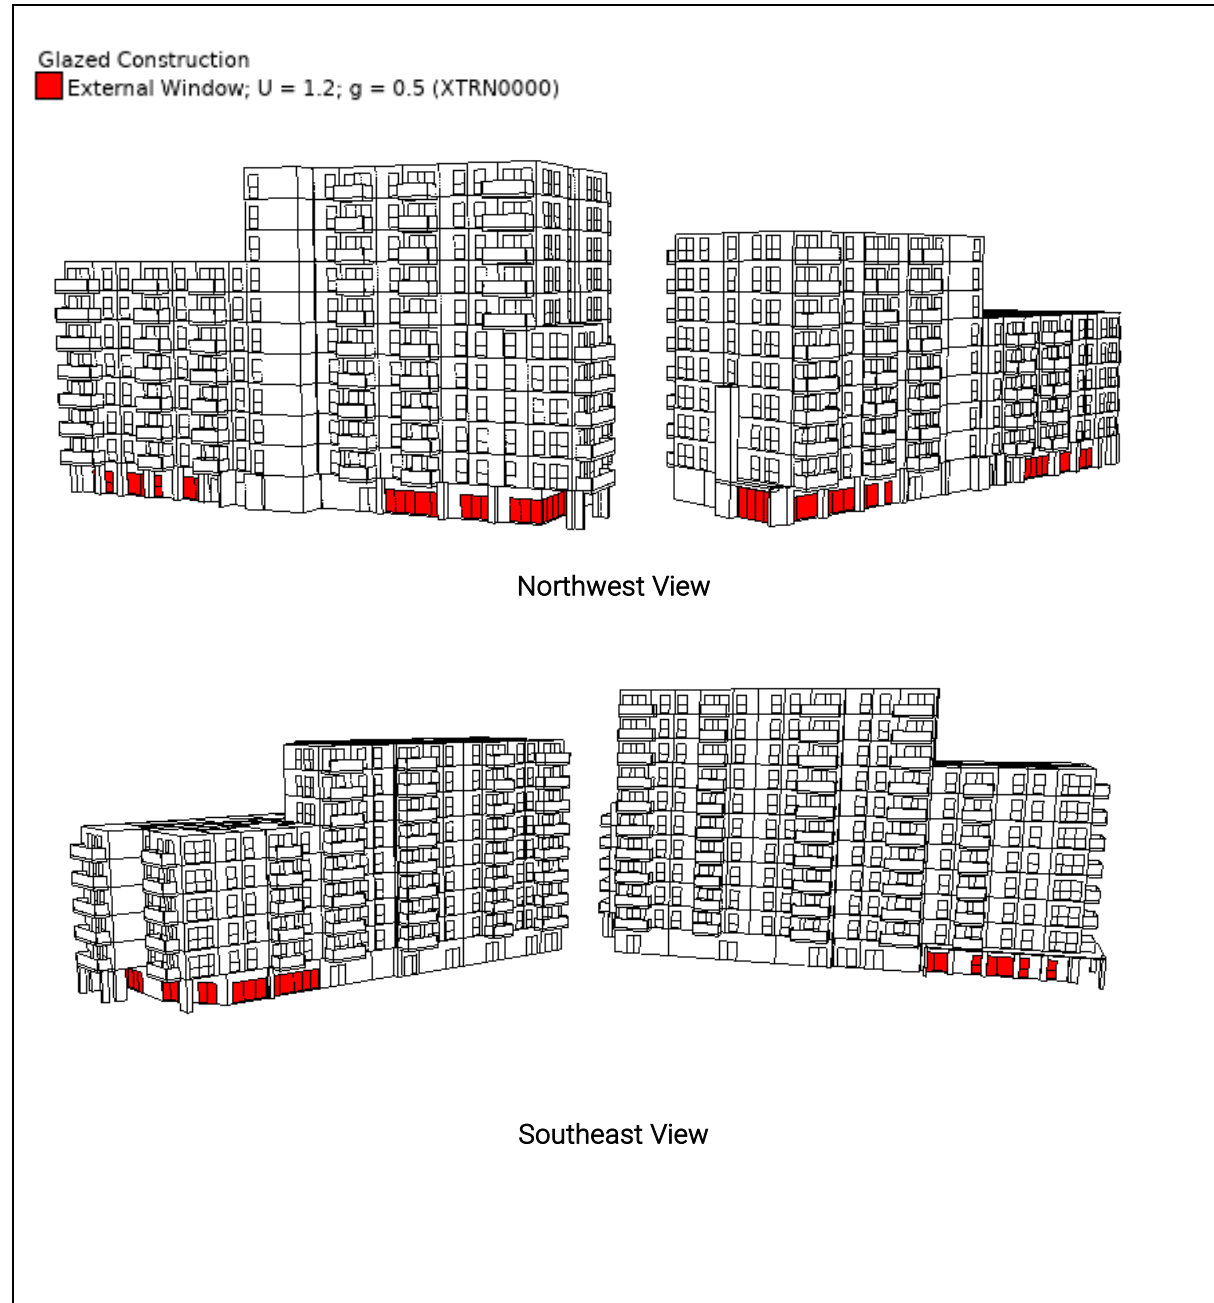 Glazed Construction
External Window; U = 1.2; g = 0.5 (XTRN0000)
Northwest View
Southeast View